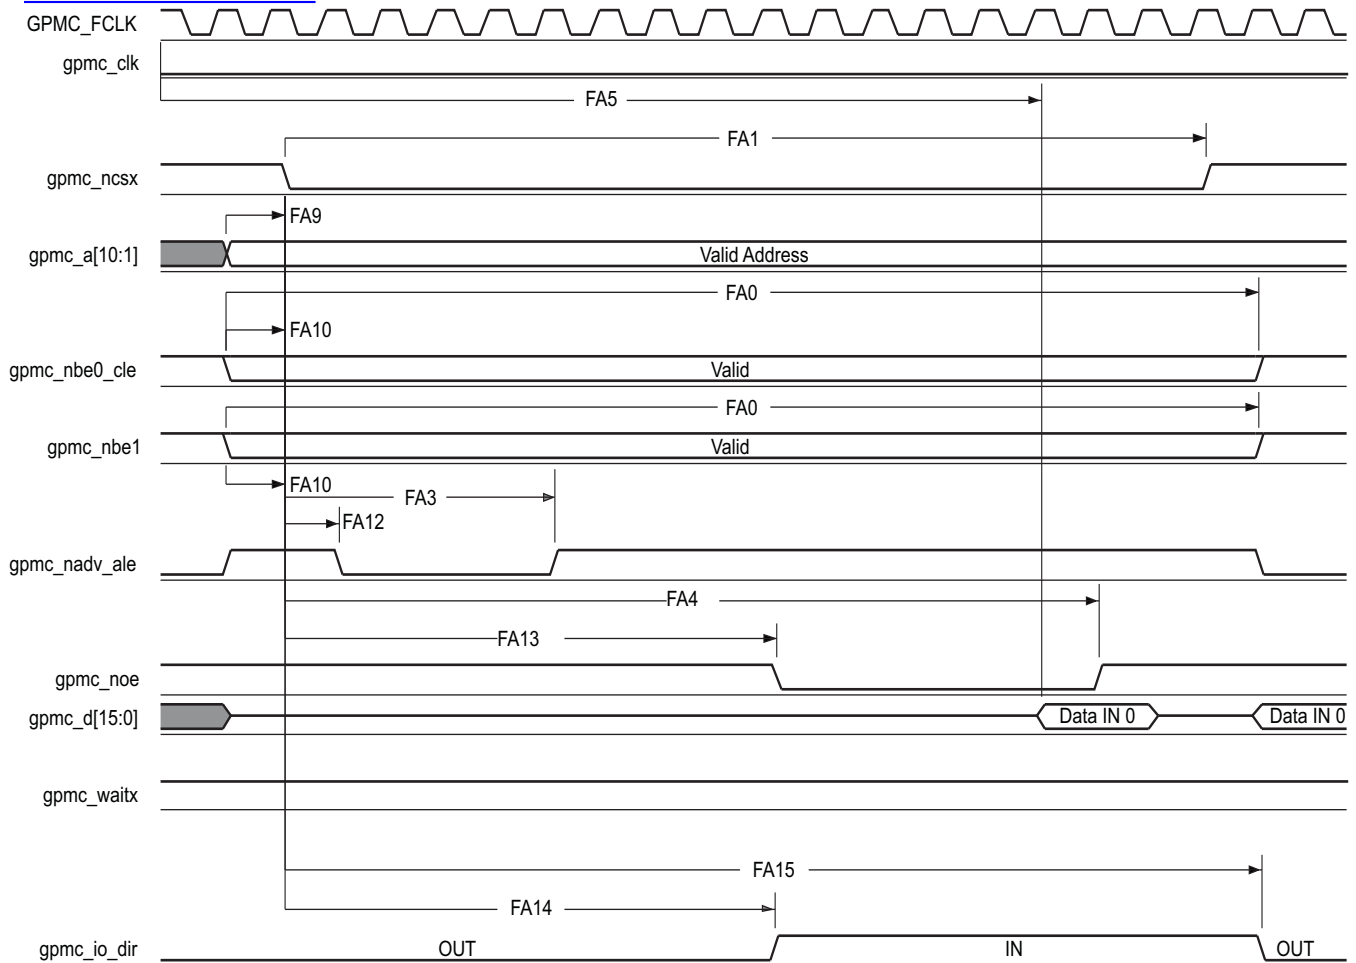 GPMC_FCLK
gpmc_clk
FA5
FA1
gpmc_ncsx
FA9
gpmc_a[10:1]
Valid Address
FA0
FA10
gpmc_nbe0_cle
Valid
FA0
gpmc_nbe1
Valid
FA10
FA3
FA12
gpmc_nadv_ale
FA4
FA13
gpmc_noe
gpmc_d[15:0]
Data IN 0
Data IN 0
gpmc_waitx
FA15
FA14
gpmc_io_dir
OUT
IN
OUT